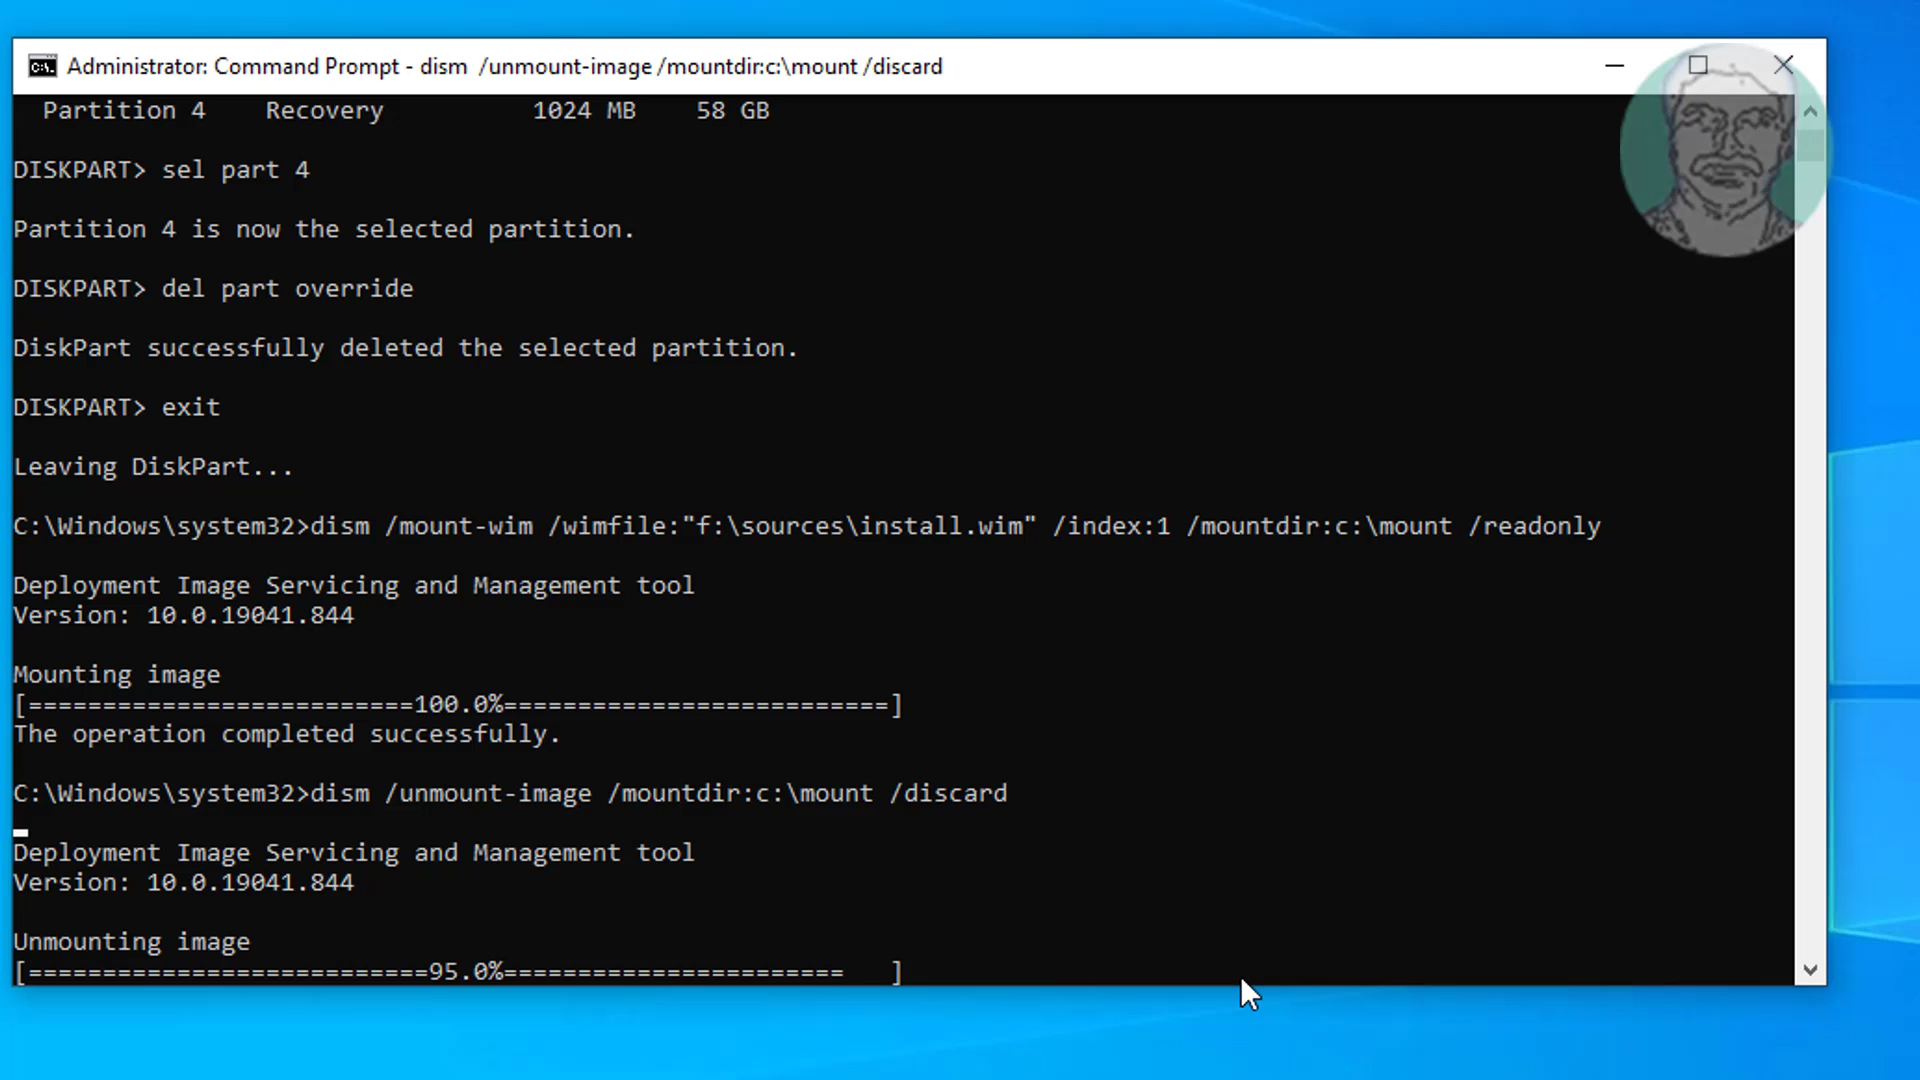 Administrator: Command Prompt - dism  /unmount-image /mountdir:c:\mount /discard
Partition 4    Recovery          1024 MB    58 GB
DISKPART> sel part 4
Partition 4 is now the selected partition.
DISKPART> del part override
DiskPart successfully deleted the selected partition.
DISKPART> exit
Leaving DiskPart...
C:\Windows\system32>dism /mount-wim /wimfile:"f:\sources\install.wim" /index:1 /mountdir:c:\mount /readonly
Deployment Image Servicing and Management tool
Version: 10.0.19041.844
Mounting image
[==========================100.0%==========================]
The operation completed successfully.
C:\Windows\system32>dism /unmount-image /mountdir:c:\mount /discard
Deployment Image Servicing and Management tool
Version: 10.0.19041.844
Unmounting image
[===========================95.0%=======================   ]